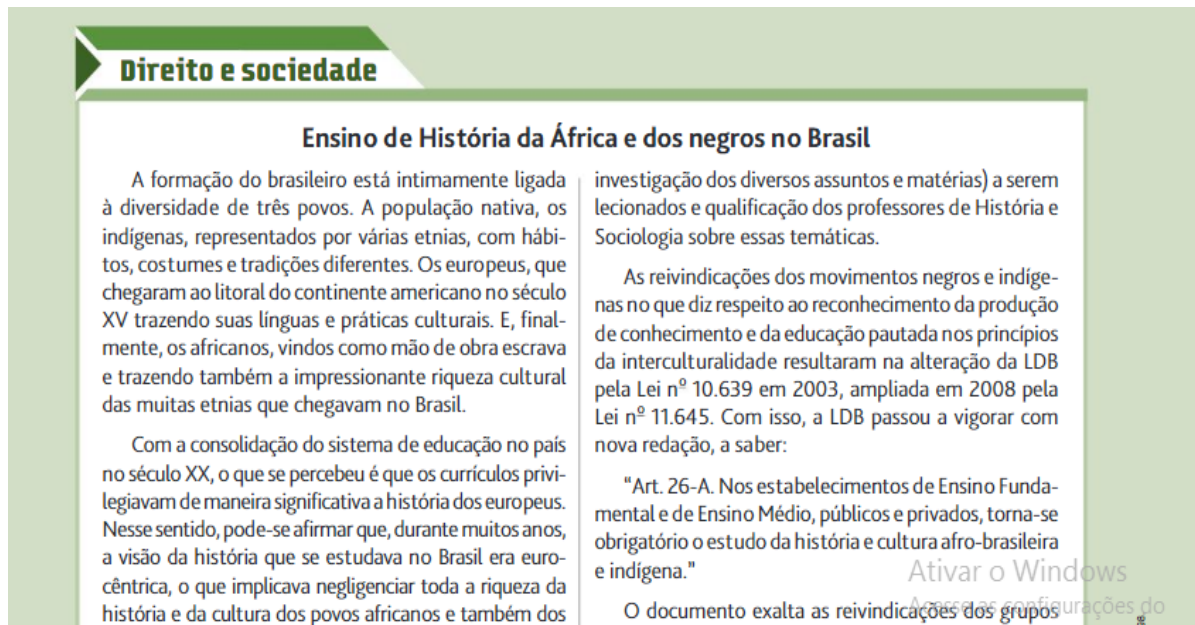 Direito e sociedade
Ensino de História da África e dos negros no Brasil
A formação do brasileiro está intimamente ligada
à diversidade de três povos. A população nativa, os
indígenas, representados por várias etnias, com hábi-
tos, costumes e tradições diferentes. Os europeus, que
chegaram ao litoral do continente americano no século
XV trazendo suas línguas e práticas culturais. E, final-
mente, os africanos, vindos como mão de obra escrava
e trazendo também a impressionante riqueza cultural
das muitas etnias que chegavam no Brasil.
Com a consolidação do sistema de educação no país
no século XX, o que se percebeu é que os currículos privi-
legiavam de maneira significativa a história dos europeus.
Nesse sentido, pode-se afirmar que, durante muitos anos,
a visão da história que se estudava no Brasil era euro-
cêntrica, o que implicava negligenciar toda a riqueza da
história e da cultura dos povos africanos e também dos
investigação dos diversos assuntos e matérias) a serem
lecionados e qualificação dos professores de História e
Sociologia sobre essas temáticas.
As reivindicações dos movimentos negros e indíge-
nas no que diz respeito ao reconhecimento da produção
de conhecimento e da educação pautada nos princípios
da interculturalidade resultaram na alteração da LDB
pela Lei nº 10.639 em 2003, ampliada em 2008 pela
Lei nº 11.645. Com isso, a LDB passou a vigorar com
nova redação, a saber:
"Art. 26-A. Nos estabelecimentos de Ensino Funda-
mental e de Ensino Médio, públicos e privados, torna-se
obrigatório o estudo da história e cultura afro-brasileira
e indígena."
O documento exalta as reivindicações dos grupos
Ativar o Windows
Acesse as configurações do